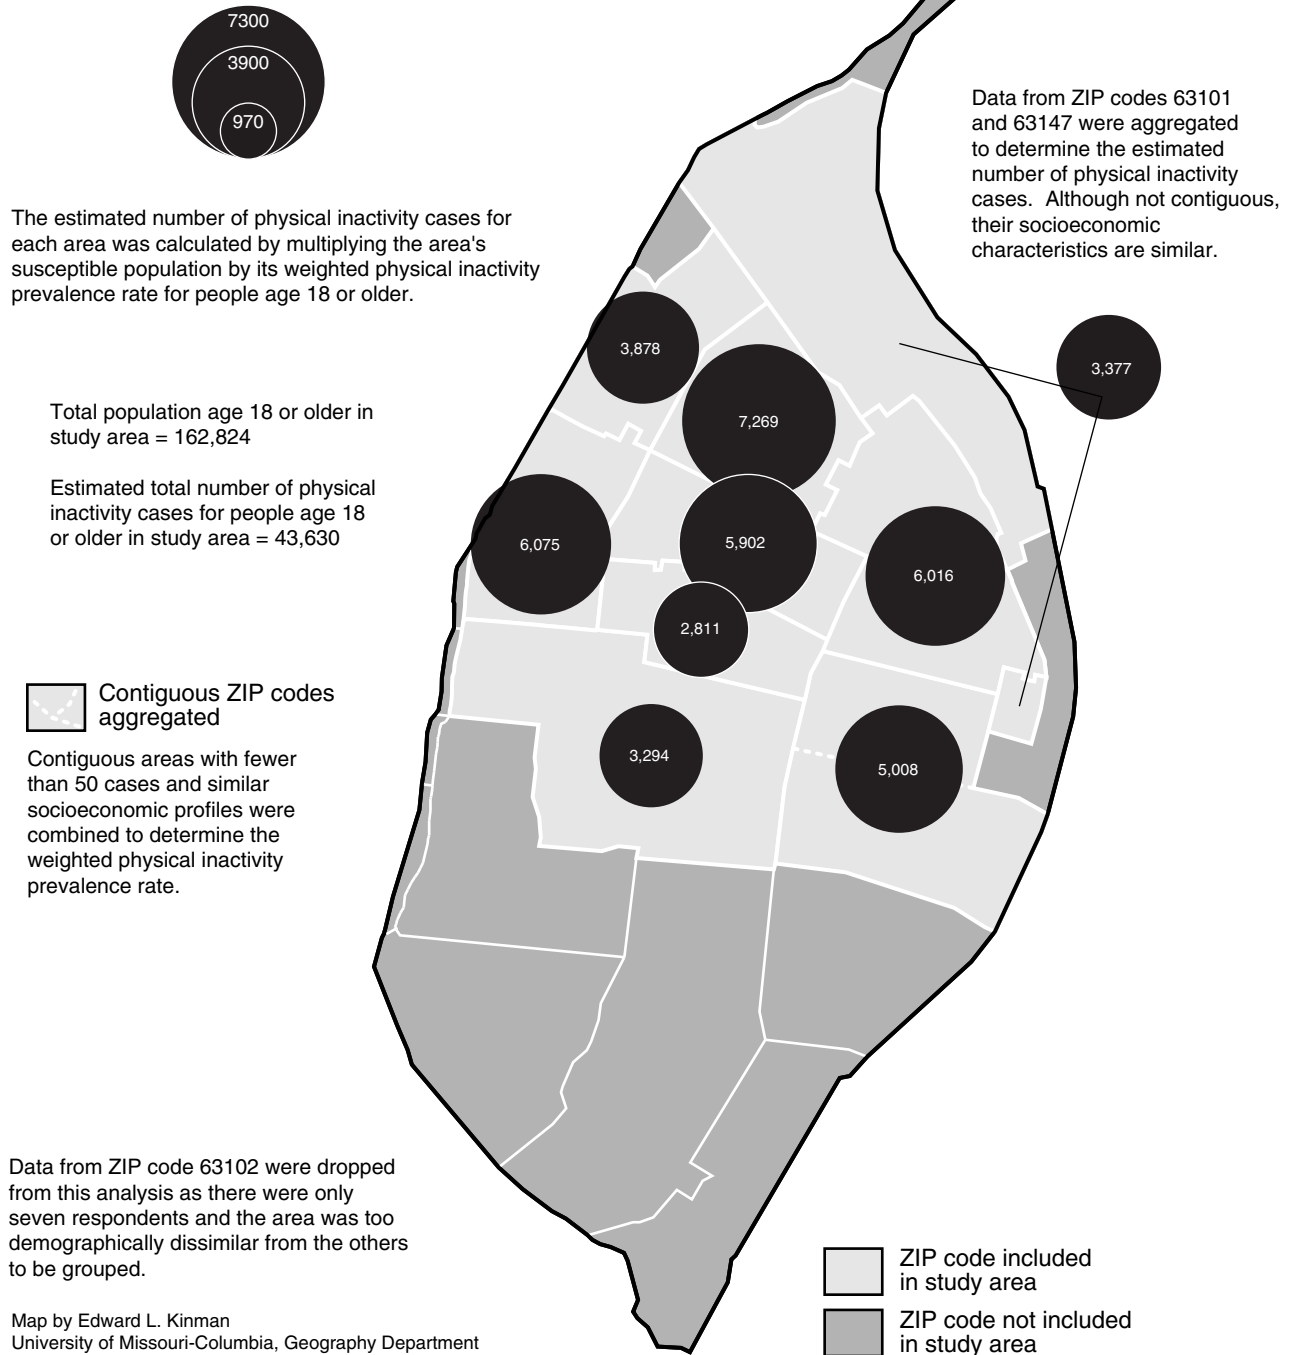 7300
3900
970
Data from ZIP codes 63101
and 63147 were aggregated
to determine the estimated
number of physical inactivity
cases.  Although not contiguous,
their socioeconomic
characteristics are similar.
The estimated number of physical inactivity cases for
each area was calculated by multiplying the area's
susceptible population by its weighted physical inactivity
prevalence rate for people age 18 or older.
3,878
3,377
7,269
Total population age 18 or older in
study area = 162,824
Estimated total number of physical
inactivity cases for people age 18
or older in study area = 43,630
6,075
5,902
6,016
2,811
Contiguous ZIP codes
aggregated
Contiguous areas with fewer
than 50 cases and similar
socioeconomic profiles were
combined to determine the
weighted physical inactivity
prevalence rate.
3,294
5,008
Data from ZIP code 63102 were dropped
from this analysis as there were only
seven respondents and the area was too
demographically dissimilar from the others
to be grouped.
Map by Edward L. Kinman
University of Missouri-Columbia, Geography Department
ZIP code included
in study area
ZIP code not included
in study area